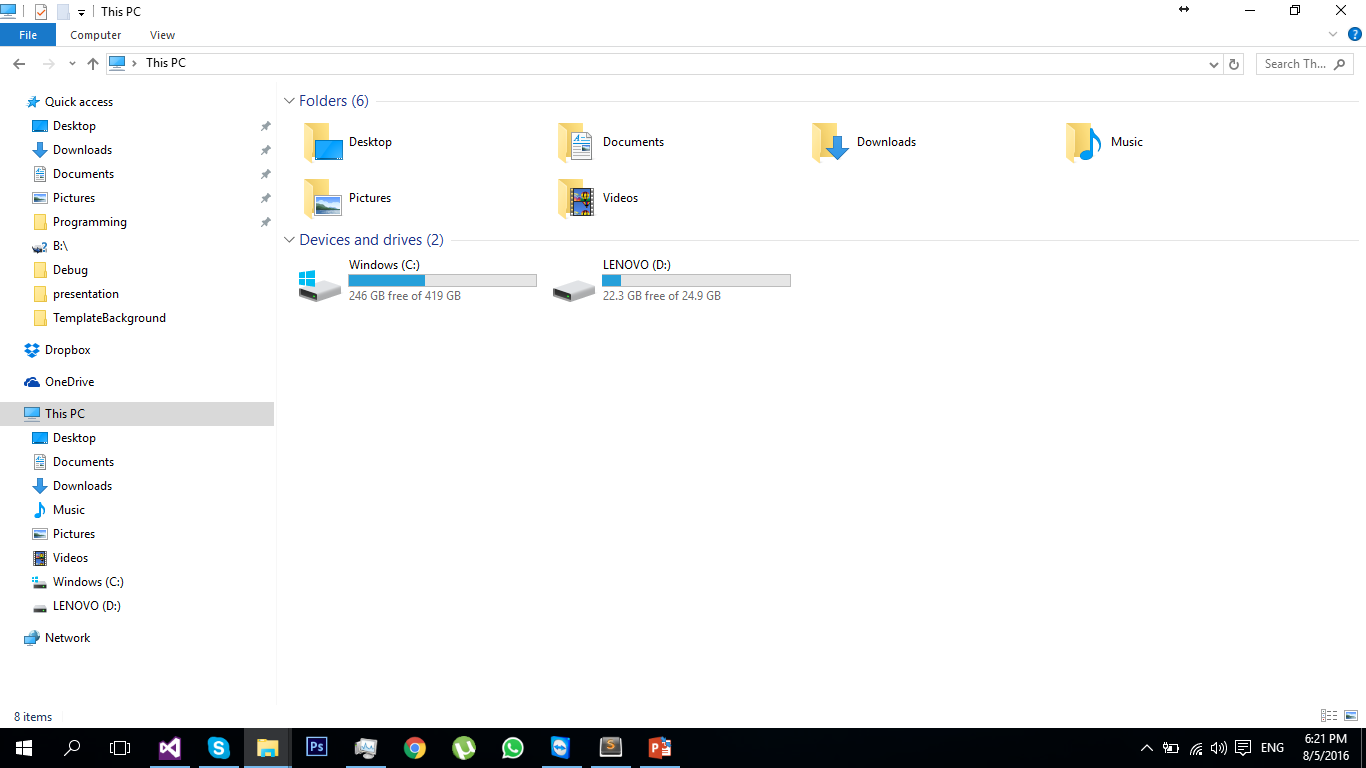 This PC
File Computer View
This PC
Search Th...
Quick access
Desktop
Downloads
Documents
Pictures
Programming
B:\
Debug
presentation
TemplateBackground
Dropbox
OneDrive
This PC
Desktop
Documents
Downloads
Music
Pictures
Videos
Windows (C:)
LENOVO (D:)
Network
Folders (6)
Desktop
Documents
Downloads
Music
Pictures
Videos
Devices and drives (2)
Windows (C:)
246 GB free of 419 GB
LENOVO (D:)
22.3 GB free of 24.9 GB
8 items
Ps
ENG
6:21 PM
8/5/2016